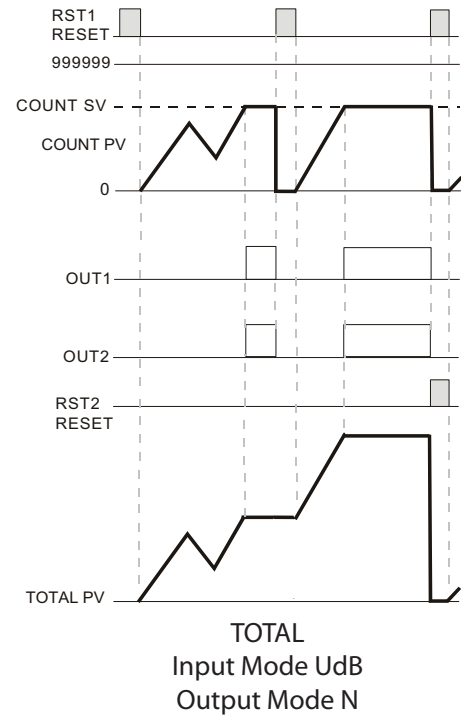 RST1
RESET
999999
COUNT SV
COUNT PV
0
OUT1
OUT2
RST2
RESET
TOTAL PV
TOTAL
Input Mode UdB
Output Mode N